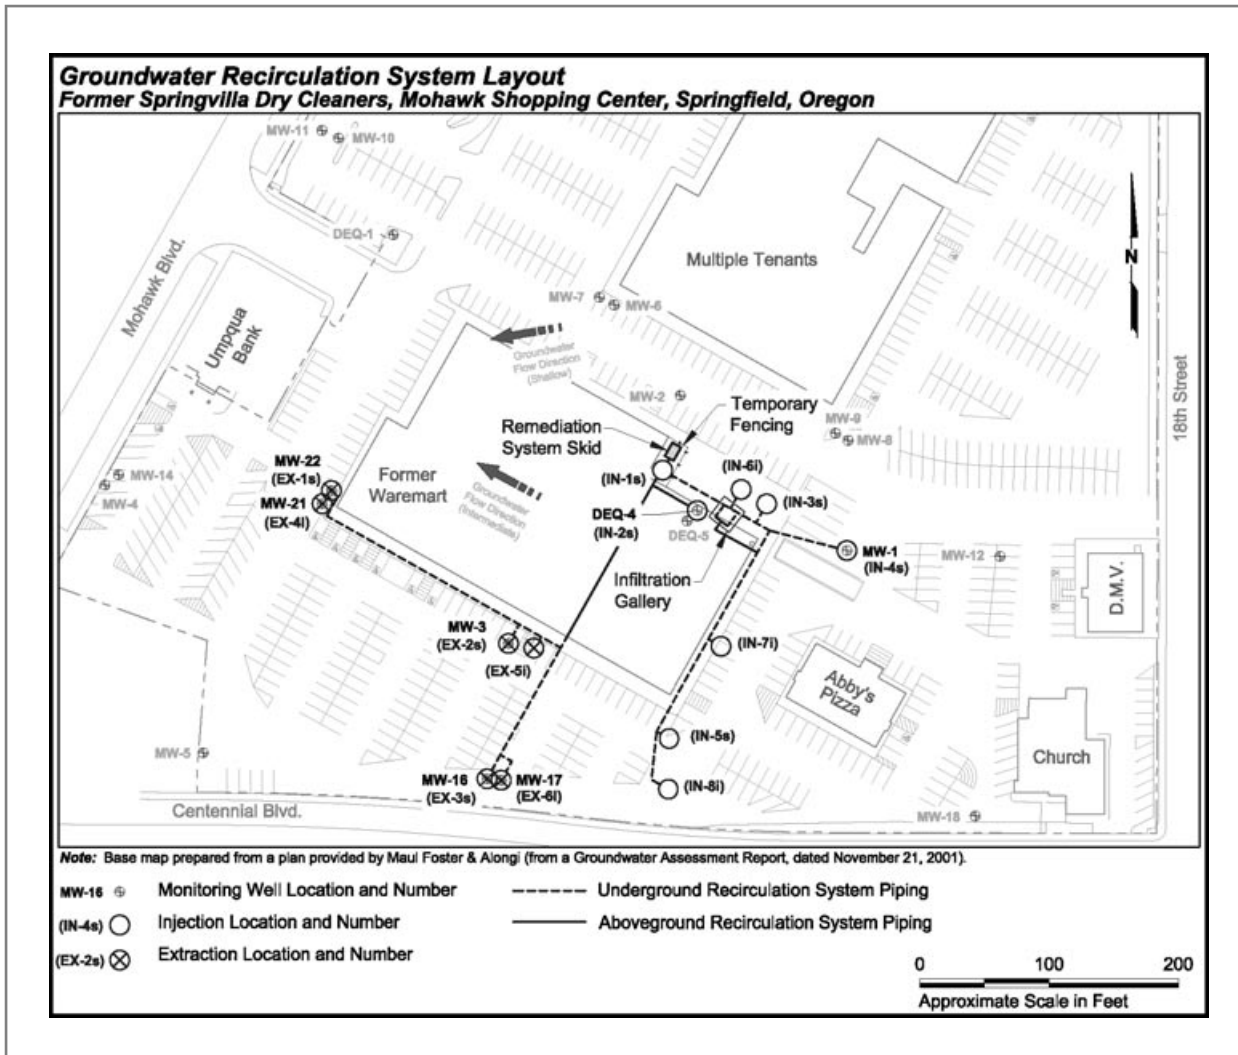 Groundwater Recirculation System Layout
Former Springvilla Dry Cleaners, Mohawk Shopping Center, Springfield, Oregon
MW-11
MW-10
DEQ-1
Mohawk Blvd.
Umpqua
Bank
Multiple Tenants
N
18th Street
MW-7
MW-6
Groundwater
Flow Direction
(Shallow)
MW-2
Temporary
Fencing
Remediation
System Skid
MW-9
MW-8
MW-14
MW-4
MW-22
(EX-1s)
MW-21
(EX-4i)
Former
Waremart
Groundwater
Flow Direction
(Intermediate)
(IN-1s)
(IN-6i)
(IN-3s)
DEQ-4
(IN-2s)
DEQ-5
MW-1
(IN-4s)
MW-12
D.M.V.
Infiltration
Gallery
MW-3
(EX-2s)
(EX-5i)
(IN-7i)
Abby's
Pizza
(IN-5s)
Church
MW-5
MW-16
(EX-3s)
MW-17
(EX-6i)
(IN-8i)
MW-18
Centennial Blvd.
Note: Base map prepared from a plan provided by Maul Foster & Alongi (from a Groundwater Assessment Report, dated November 21, 2001).
MW-16 Monitoring Well Location and Number
(IN-4s) Injection Location and Number
(EX-2s) Extraction Location and Number
Underground Recirculation System Piping
Aboveground Recirculation System Piping
0 100 200
Approximate Scale in Feet